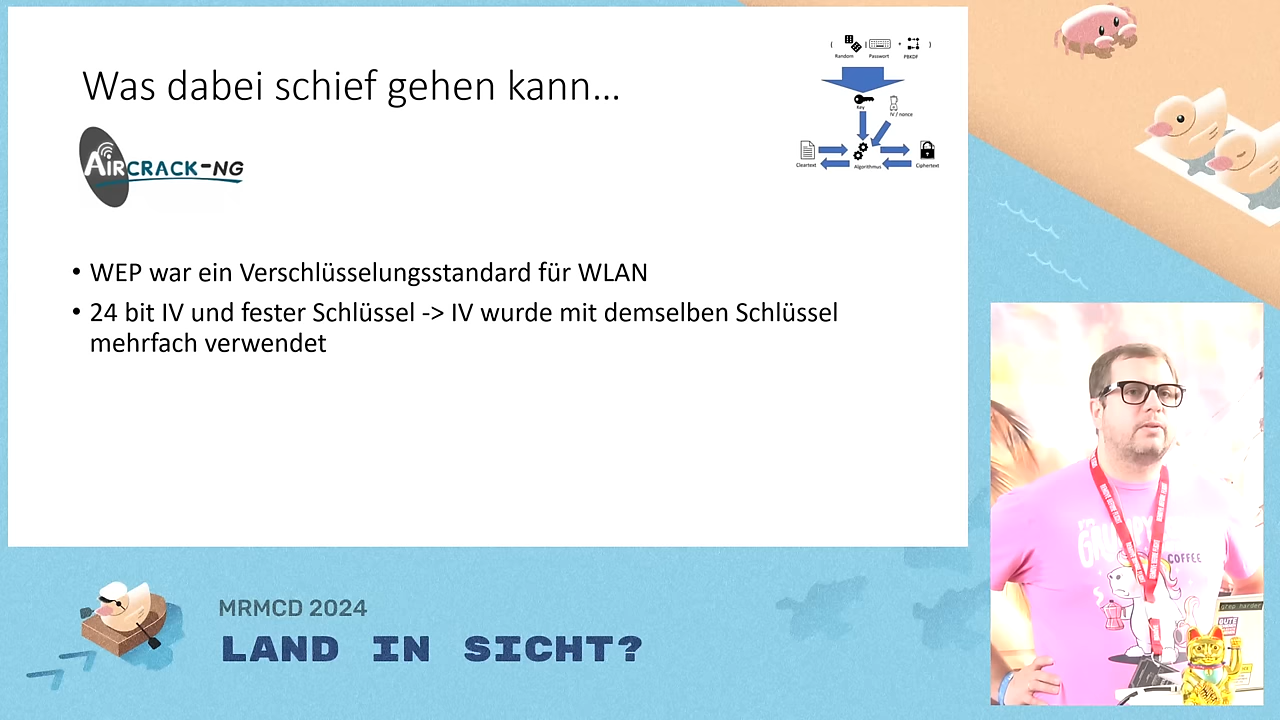 Was dabei schief gehen kann...
( Random | Passwort + PBKDF )
Key
IV / nonce
Cleartext
Algorithmus
Ciphertext
AIRCRACK-NG
• WEP war ein Verschlüsselungsstandard für WLAN
• 24 bit IV und fester Schlüssel -> IV wurde mit demselben Schlüssel
mehrfach verwendet
COFFEE
grep harder
MRMCD 2024
LAND IN SICHT?